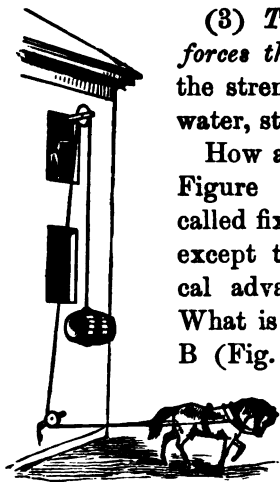 (3) T
forces th
the stren
water, st
How a
Figure
called fix
except t
cal adva
What is
B (Fig.